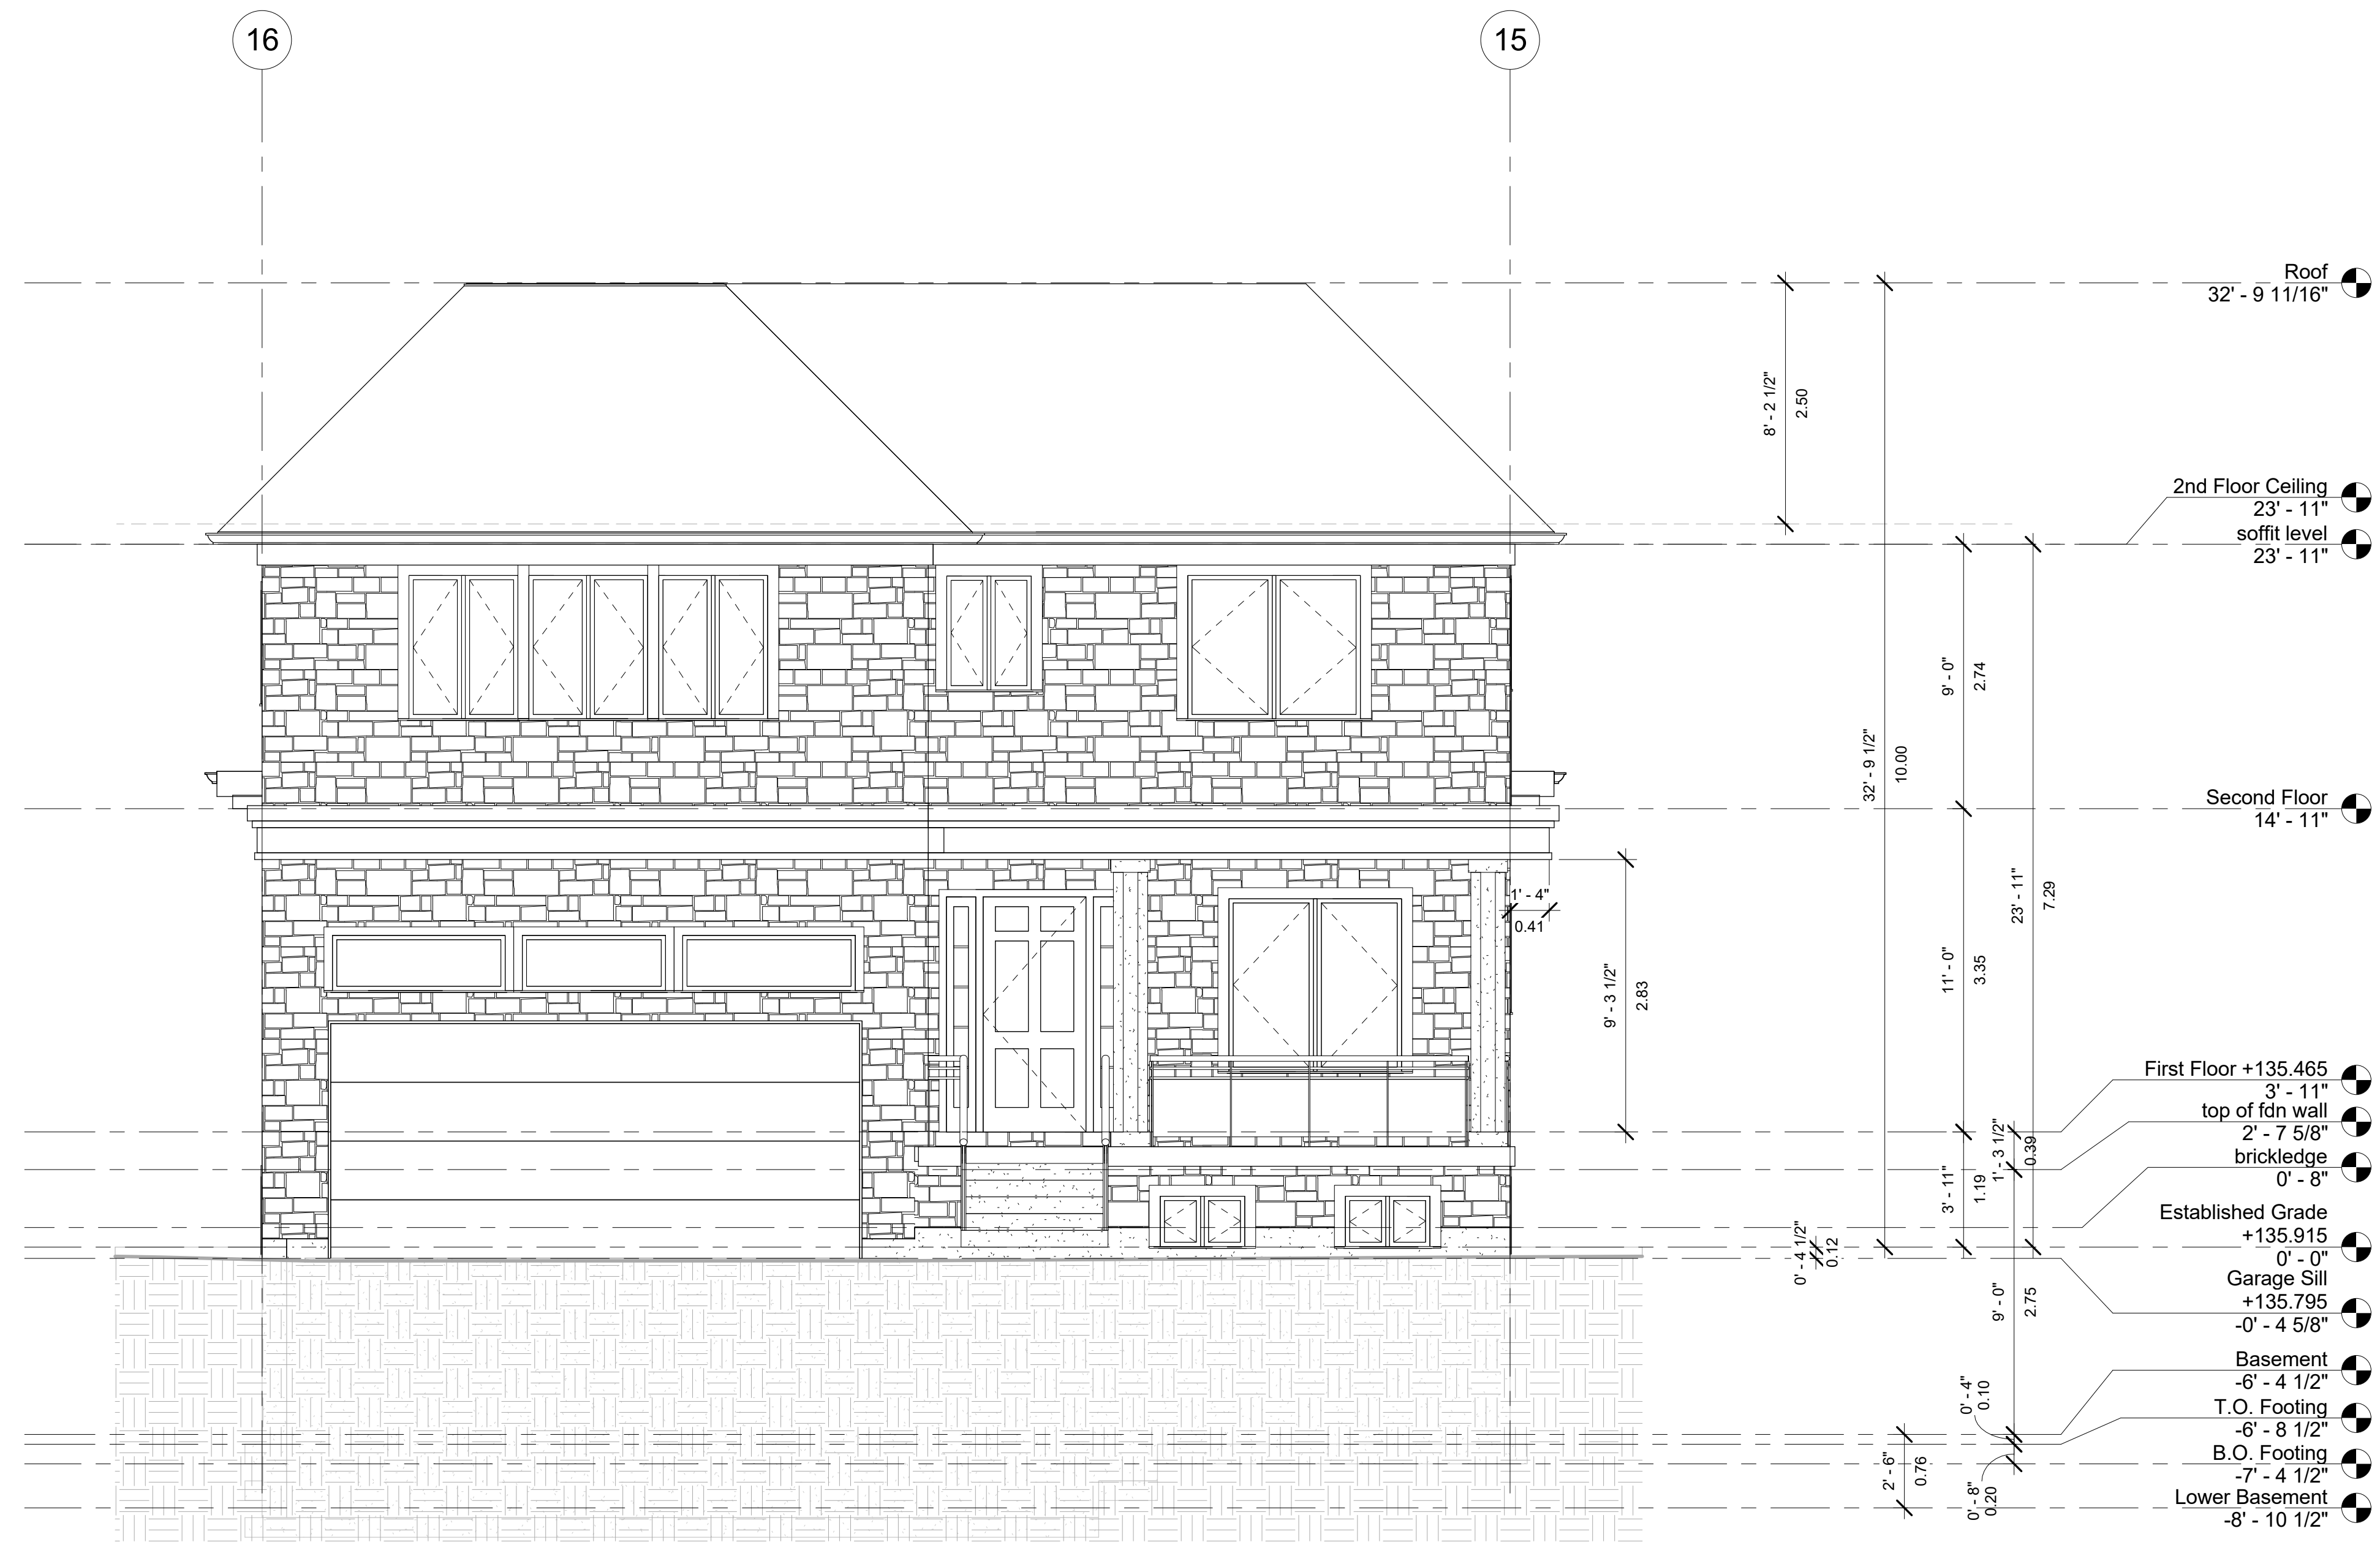 16
15
Roof
32' - 9 11/16"
8' - 2 1/2"
2.50
2nd Floor Ceiling
23' - 11"
soffit level
23' - 11"
9' - 0"
2.74
32' - 9 1/2"
10.00
Second Floor
14' - 11"
23' - 11"
7.29
1' - 4"
0.41
9' - 3 1/2"
2.83
11' - 0"
3.35
First Floor +135.465
3' - 11"
top of fdn wall
2' - 7 5/8"
1' - 3 1/2"
0.39
brickledge
0' - 8"
3' - 11"
1.19
Established Grade
+135.915
0' - 0"
0' - 4 1/2"
0.12
Garage Sill
+135.795
-0' - 4 5/8"
9' - 0"
2.75
Basement
-6' - 4 1/2"
0' - 4"
0.10
T.O. Footing
-6' - 8 1/2"
B.O. Footing
-7' - 4 1/2"
2' - 6"
0.76
0' - 8"
0.20
Lower Basement
-8' - 10 1/2"